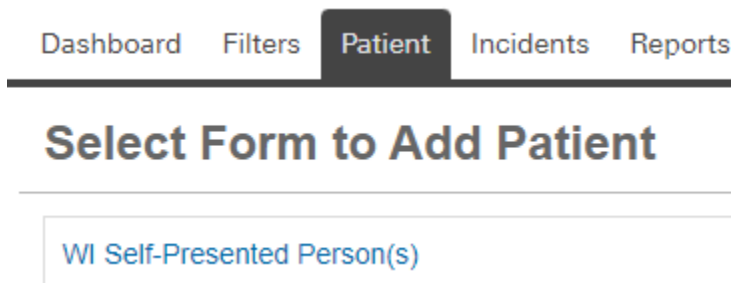 Dashboard Filters Patient Incidents Reports
Select Form to Add Patient
WI Self-Presented Person(s)